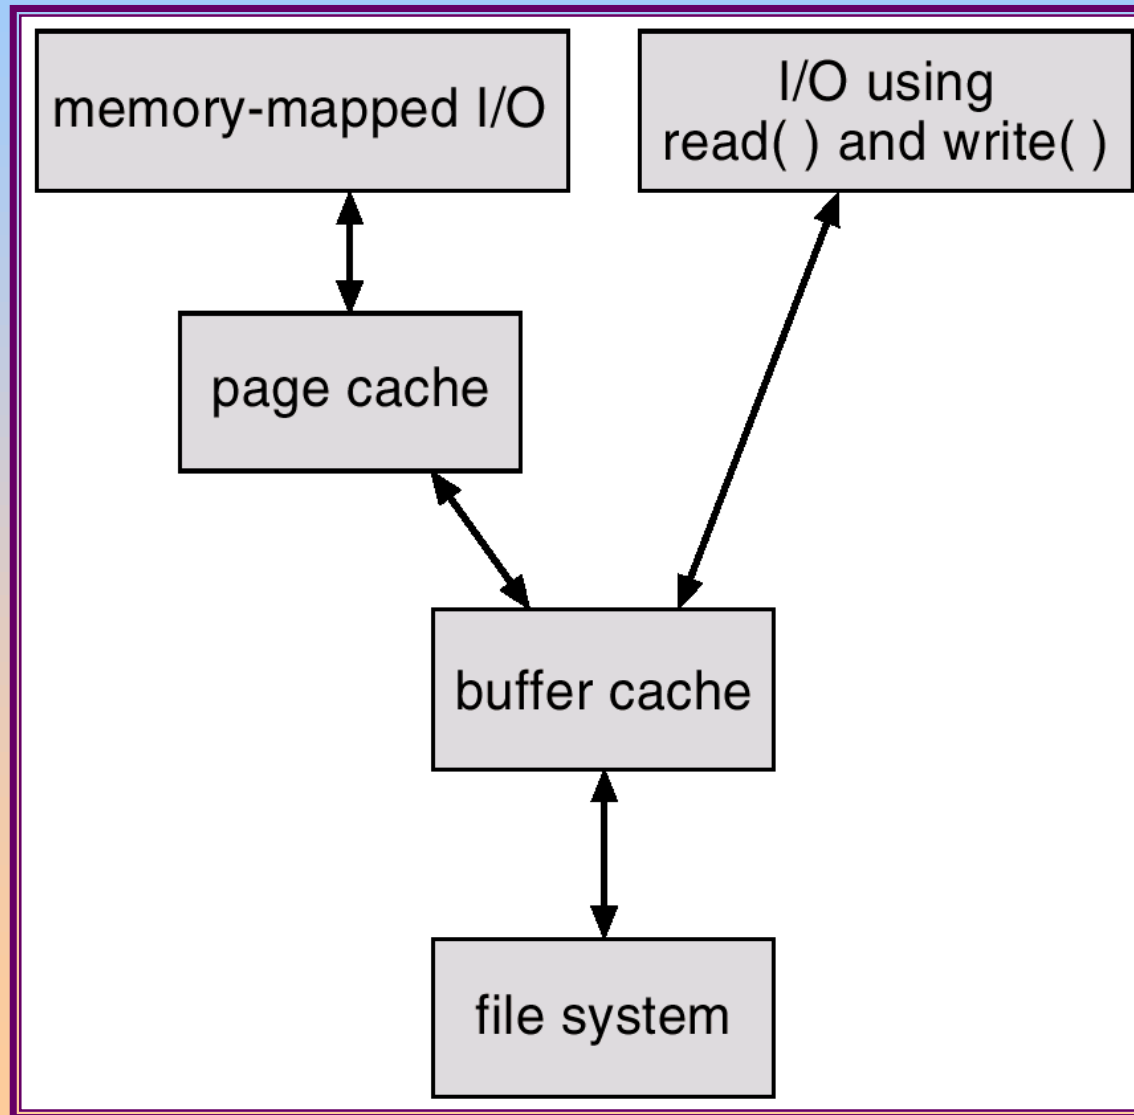 memory-mapped I/O
I/O using
read( ) and write( )
page cache
buffer cache
file system